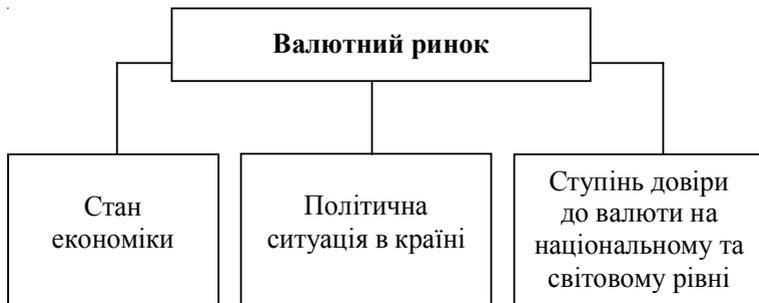 Валютний ринок
Стан
економіки
Політична
ситуація в країні
Ступінь довіри
до валюти на
національному та
світовому рівні